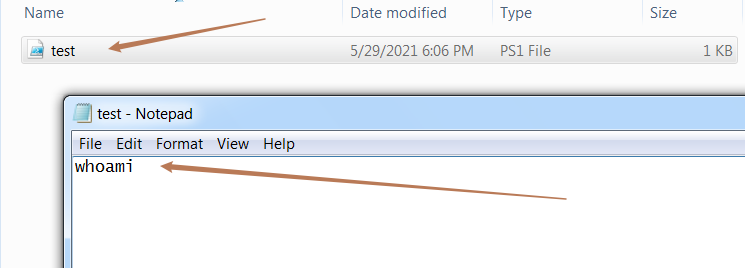 Name Date modified Type Size
test 5/29/2021 6:06 PM PS1 File 1 KB
test - Notepad
File Edit Format View Help
whoami